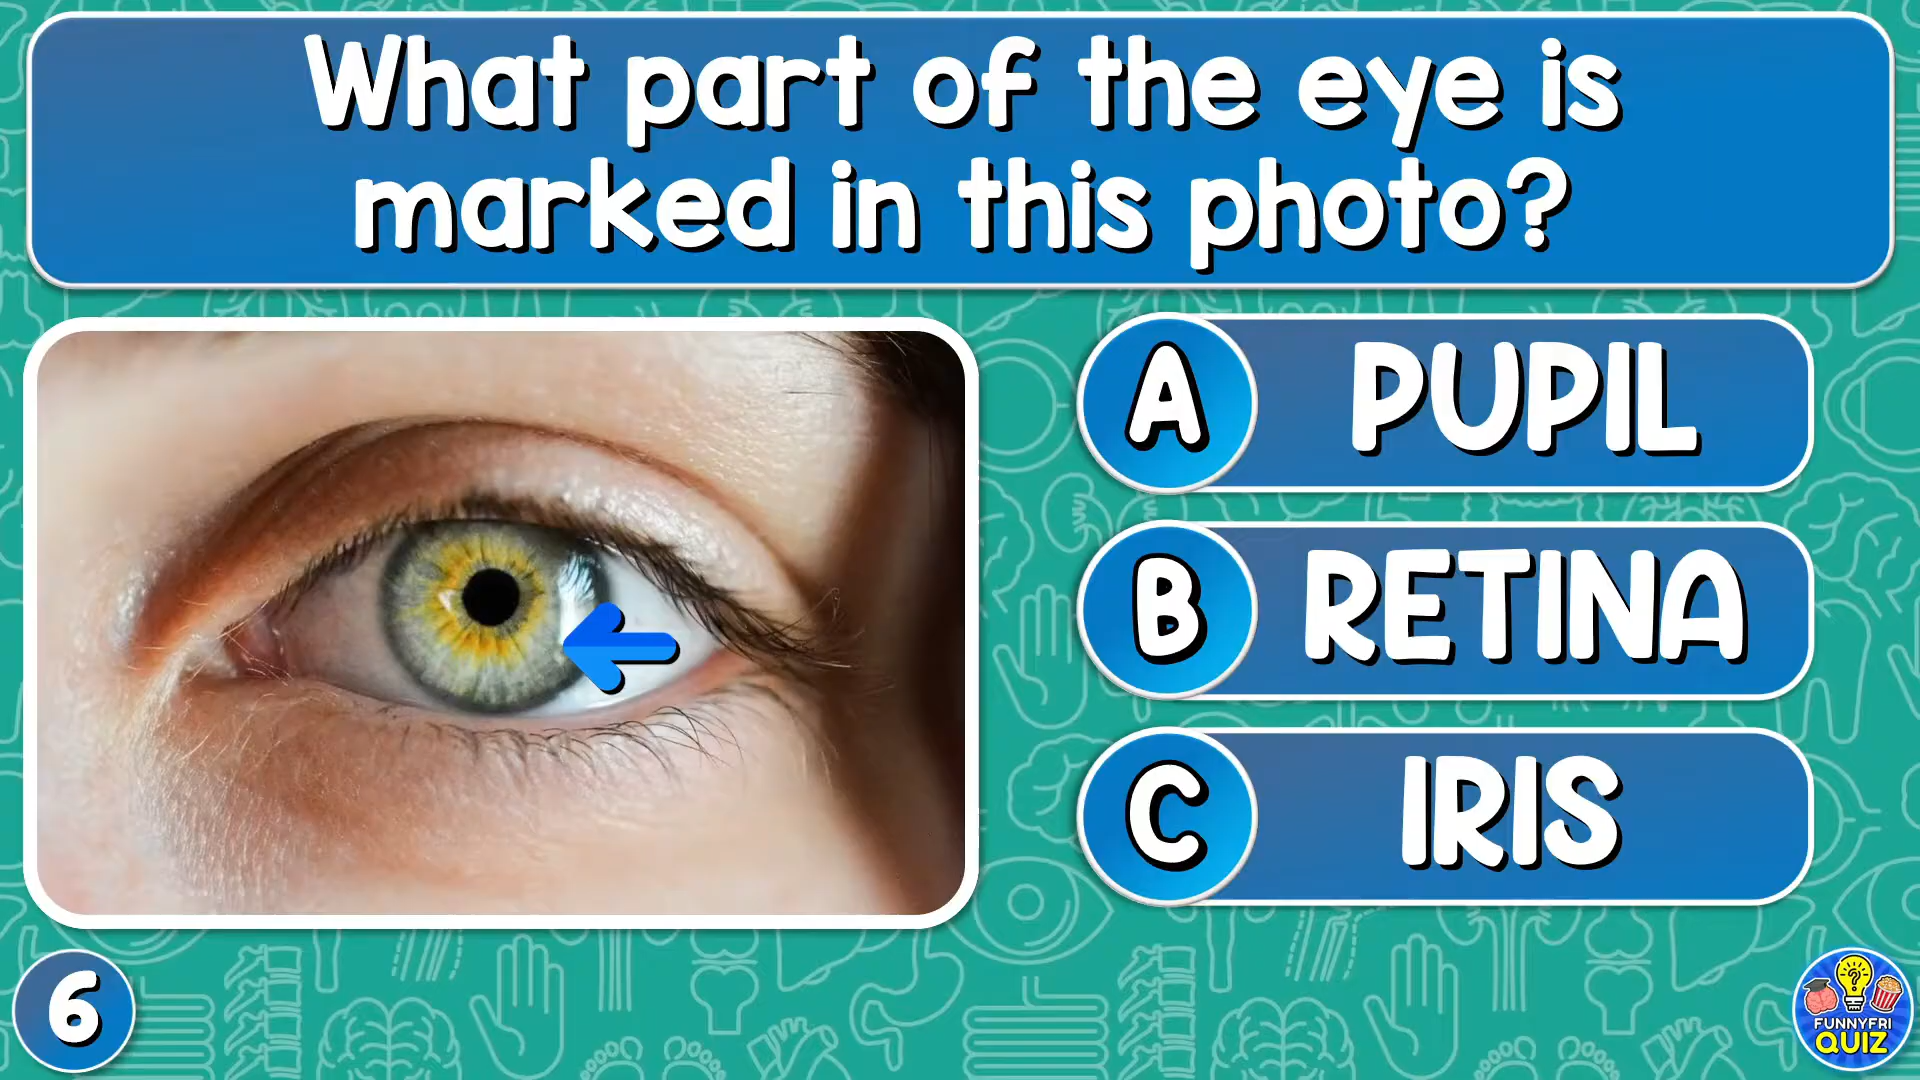 What part of the eye is
marked in this photo?
A PUPIL
B RETINA
C IRIS
6
?
FUNNYFRI
QUIZ